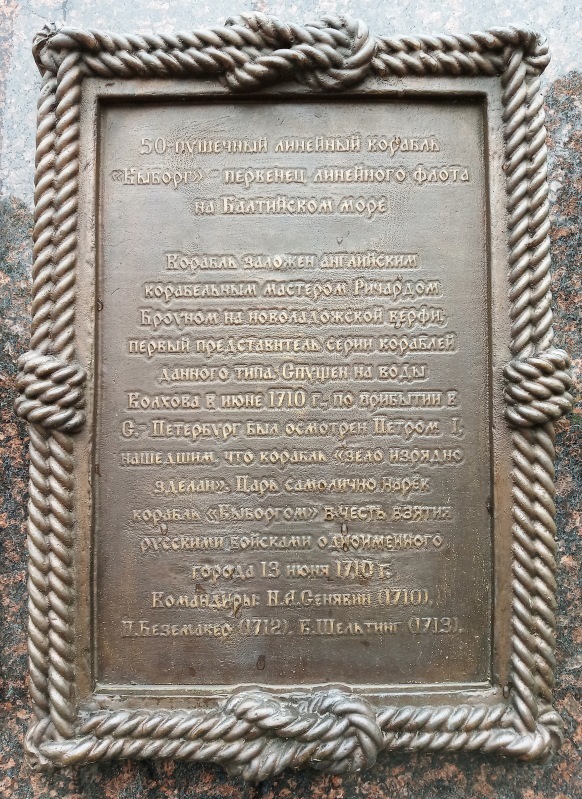 50-пушечный линейный корабль
«Выборг» - первенец линейного флота
на Балтийском море
Корабль заложен английским
корабельным мастером Ричардом
Броуном на новоладожской верфи;
первый представитель серии кораблей
данного типа. Спущен на воды
Волхова в июне 1710 г., по прибытии в
С.-Петербург был осмотрен Петром I,
нашедшим, что корабль «зело изрядно
зделан». Царь самолично нарёк
корабль «Выборгом» в честь взятия
русскими войсками одноименного
города 13 июня 1710 г.
Командиры: Н.А.Сенявин (1710),
П.Беземакер (1712), В.Шельтинг (1713).